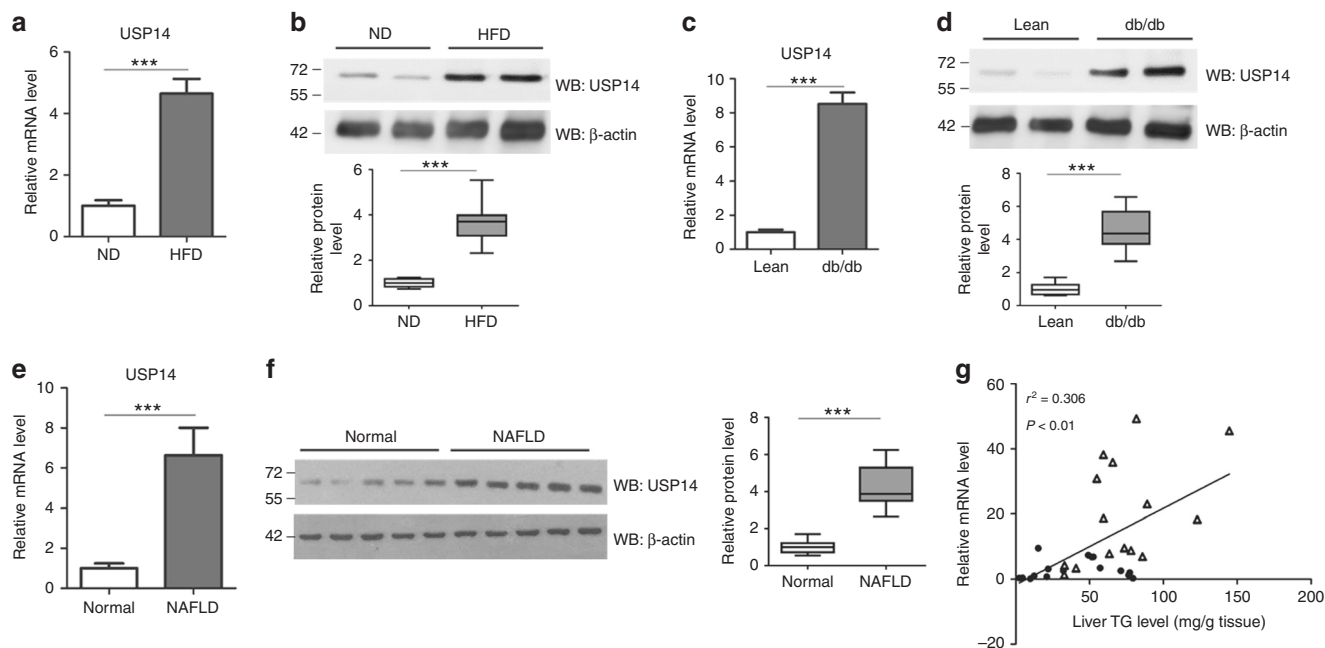 a
USP14
Relative mRNA level
6
4
2
0
***
ND
HFD
b
ND
HFD
72
55
42
WB: USP14
WB: β-actin
Relative protein
level
6
4
2
0
***
ND
HFD
c
USP14
Relative mRNA level
10
8
6
4
2
0
***
Lean
db/db
d
Lean
db/db
72
55
42
WB: USP14
WB: β-actin
Relative protein
level
8
6
4
2
0
***
Lean
db/db
e
USP14
Relative mRNA level
10
8
6
4
2
0
***
Normal
NAFLD
f
Normal
NAFLD
72
55
42
WB: USP14
WB: β-actin
Relative protein level
8
6
4
2
0
***
Normal
NAFLD
g
Relative mRNA level
60
40
20
0
–20
r² = 0.306
P < 0.01
50
100
150
200
Liver TG level (mg/g tissue)